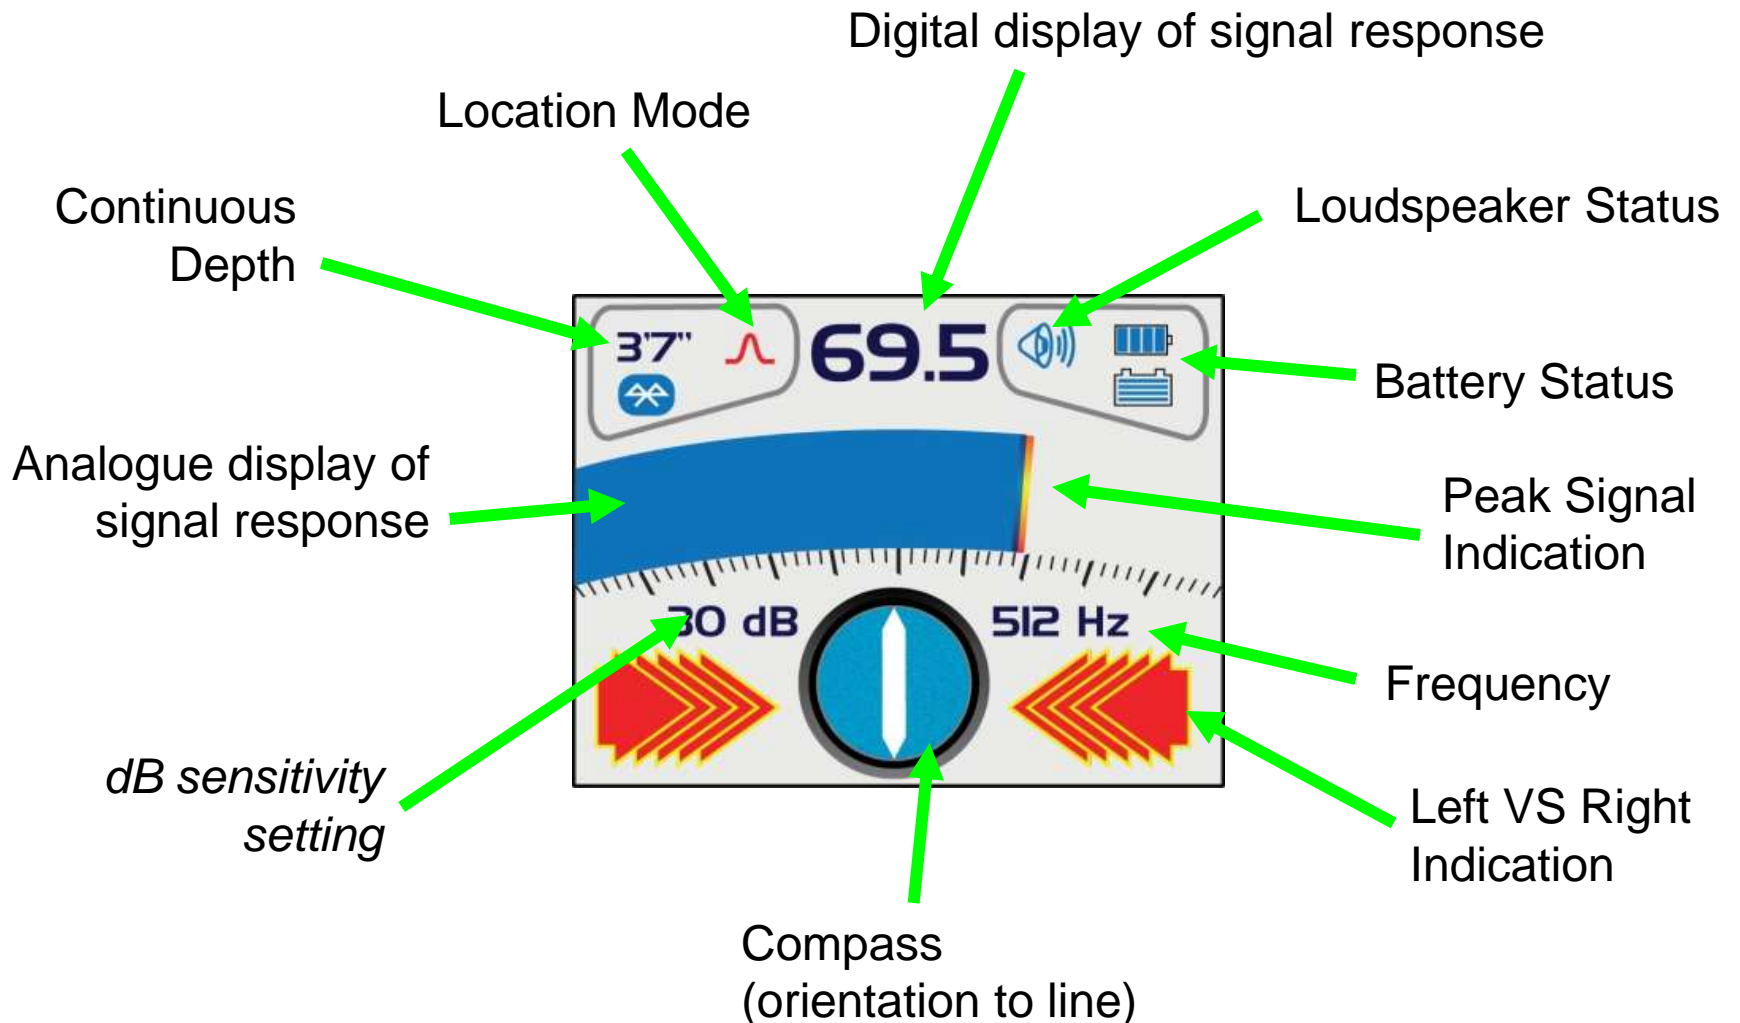 Digital display of signal response
Location Mode
Continuous
Depth
Loudspeaker Status
3'7"
69.5
Battery Status
Analogue display of
signal response
Peak Signal
Indication
30 dB
512 Hz
Frequency
dB sensitivity
setting
Left VS Right
Indication
Compass
(orientation to line)